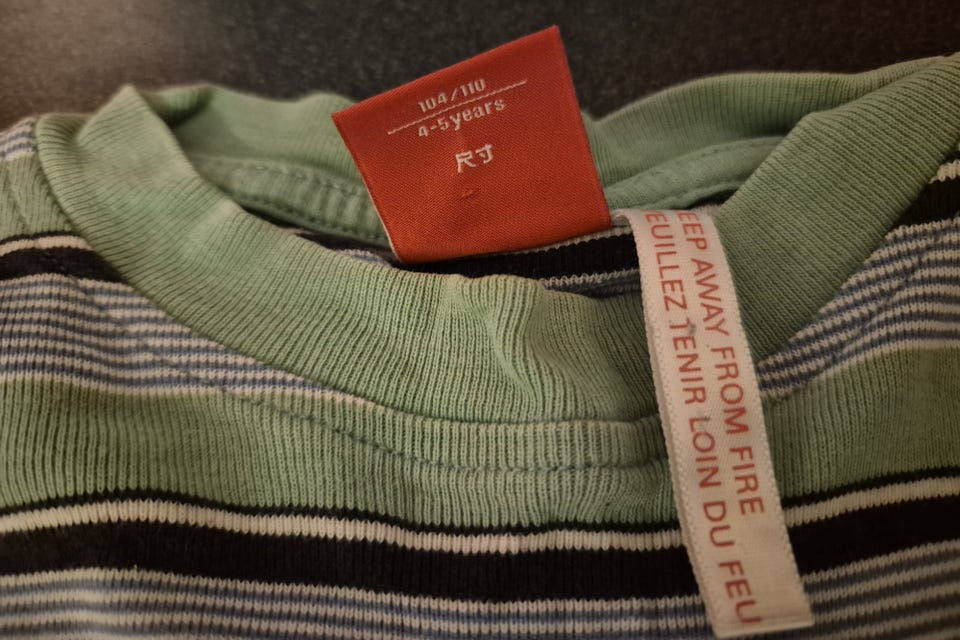 104/110
4-5years
尺寸
EEP AWAY FROM FIRE
EUILLEZ TENIR LOIN DU FEU